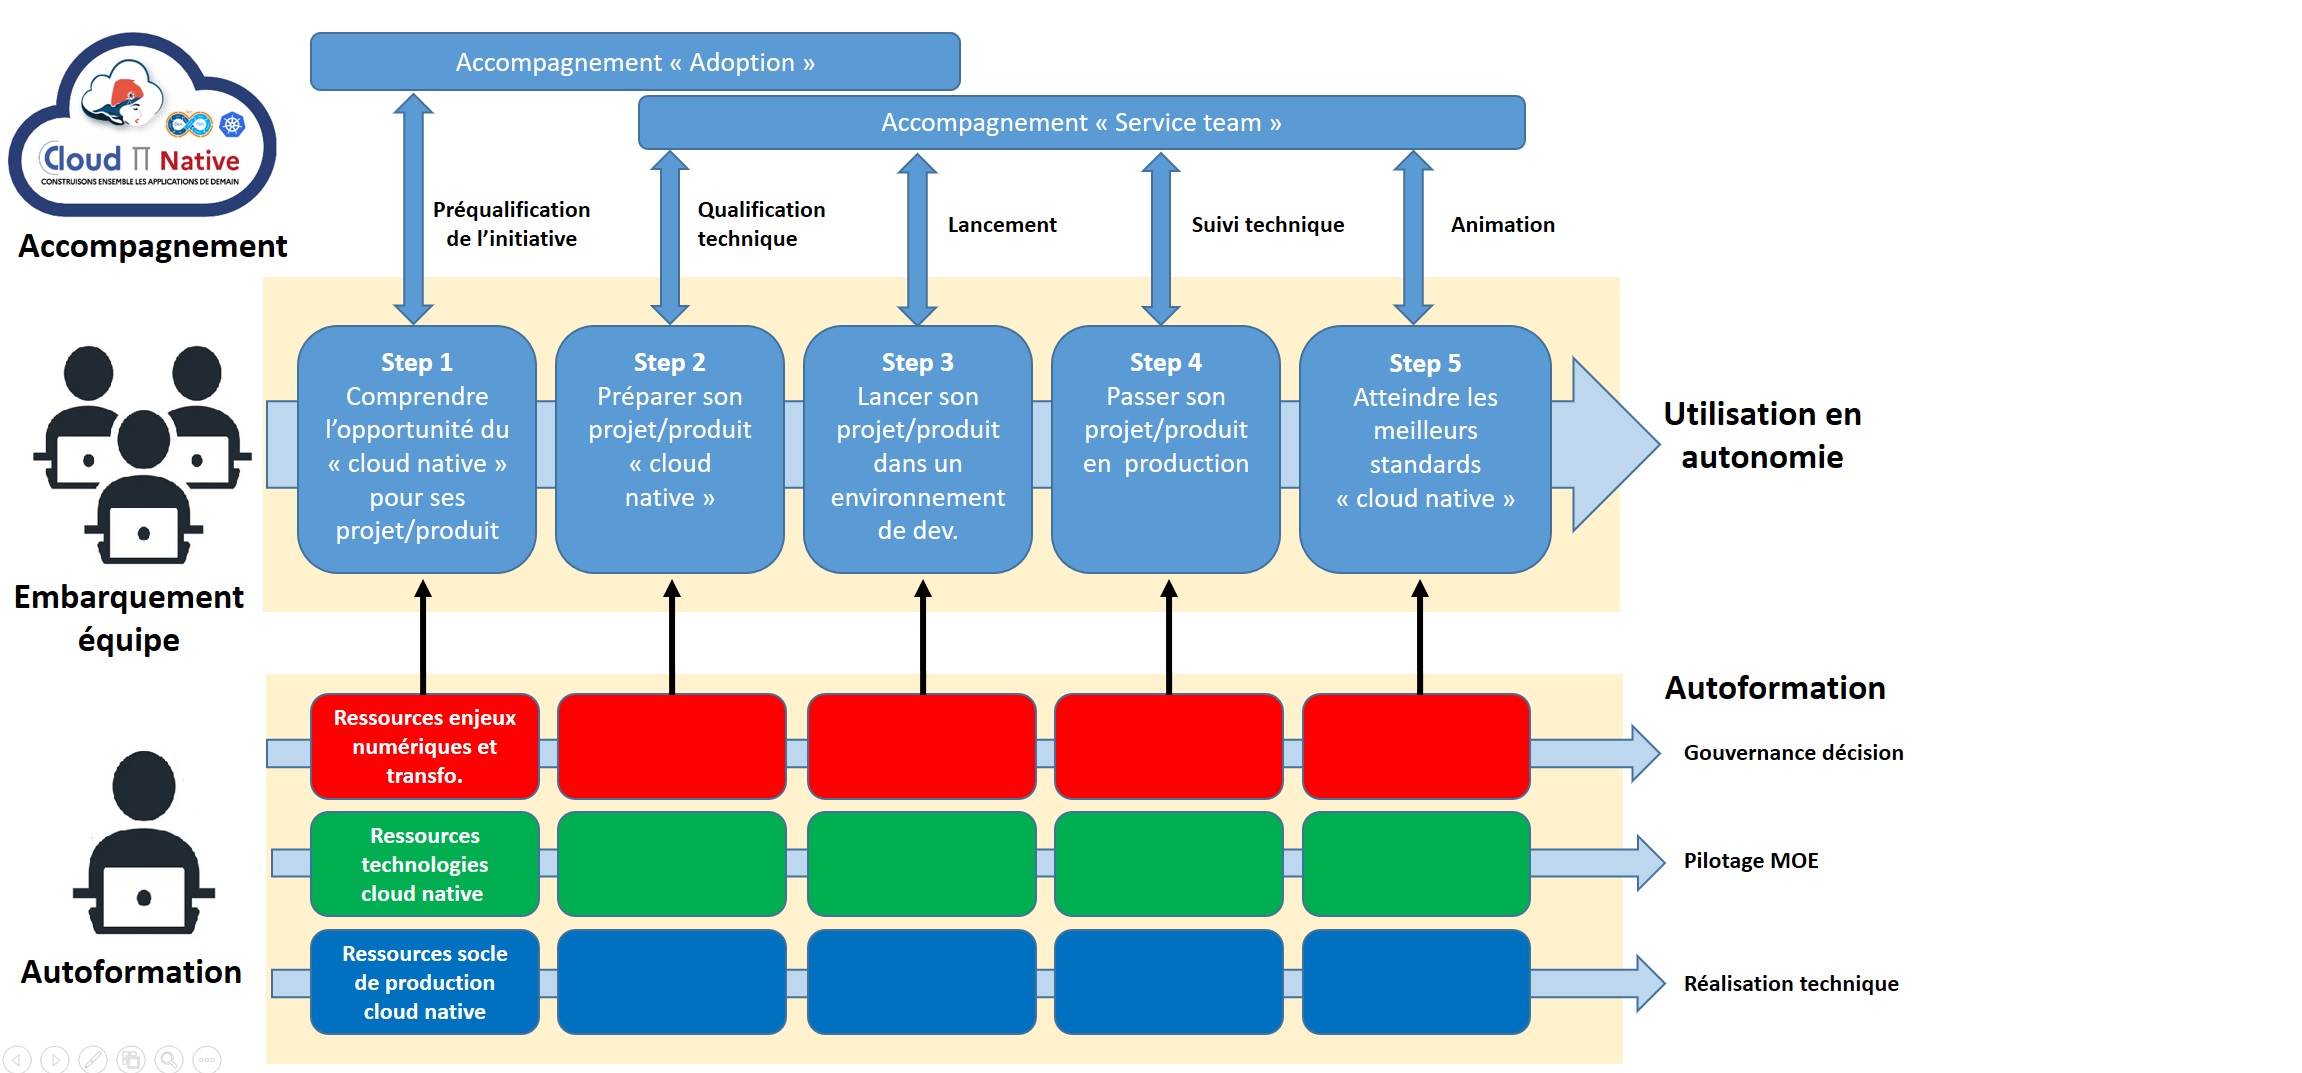 Accompagnement « Adoption »
Accompagnement « Service team »
Cloud π Native
CONSTRUISONS ENSEMBLE LES APPLICATIONS DE DEMAIN
Accompagnement
Préqualification
de l’initiative
Qualification
technique
Lancement
Suivi technique
Animation
Embarquement
équipe
Step 1
Comprendre
l’opportunité du
« cloud native »
pour ses
projet/produit
Step 2
Préparer son
projet/produit
« cloud
native »
Step 3
Lancer son
projet/produit
dans un
environnement
de dev.
Step 4
Passer son
projet/produit
en production
Step 5
Atteindre les
meilleurs
standards
« cloud native »
Utilisation en
autonomie
Autoformation
Autoformation
Ressources enjeux
numériques et
transfo.
Gouvernance décision
Ressources
technologies
cloud native
Pilotage MOE
Ressources socle
de production
cloud native
Réalisation technique